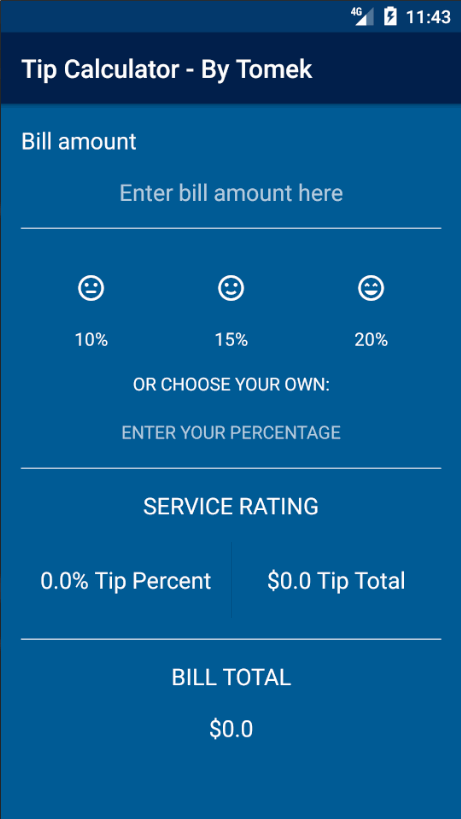 4G 11:43
Tip Calculator - By Tomek
Bill amount
Enter bill amount here
10% 15% 20%
OR CHOOSE YOUR OWN:
ENTER YOUR PERCENTAGE
SERVICE RATING
0.0% Tip Percent $0.0 Tip Total
BILL TOTAL
$0.0